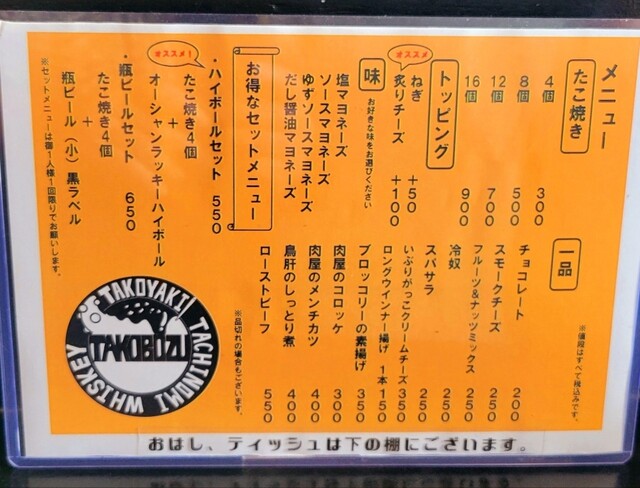 メニュー
たこ焼き
4個 300
8個 500
12個 700
16個 900
トッピング
オススメ
ねぎ +50
炙りチーズ +100
味
お好きな味をお選びください
塩マヨネーズ
ソースマヨネーズ
ゆずソースマヨネーズ
だし醤油マヨネーズ
お得なセットメニュー
オススメ!
・ハイボールセット 550
たこ焼き4個
+
オーシャンラッキーハイボール
・瓶ビールセット 650
たこ焼き4個
+
瓶ビール(小)黒ラベル
※セットメニューは御1人様1回限りでお願いします。
※価格はすべて税込みです。
一品
チョコレート 200
スモークチーズ 250
フルーツ&ナッツミックス 250
冷奴 250
スパサラ 250
いぶりがっこクリームチーズ 350
ロングウインナー揚げ 1本150
ブロッコリーの素揚げ 350
肉屋のコロッケ 300
肉屋のメンチカツ 400
鳥肝のしっとり煮 400
ローストビーフ 550
※品切れの場合もございます。
TAKOYAKI TACHINOMI WHISKEY
TAKOBOZU
おはし、ティッシュは下の棚にございます。